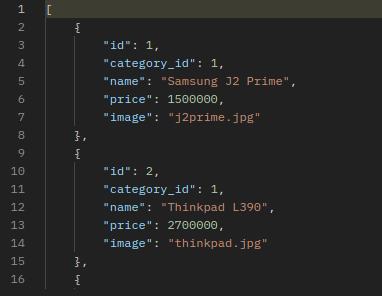 1 [
2 {
3 "id": 1,
4 "category_id": 1,
5 "name": "Samsung J2 Prime",
6 "price": 1500000,
7 "image": "j2prime.jpg"
8 },
9 {
10 "id": 2,
11 "category_id": 1,
12 "name": "Thinkpad L390",
13 "price": 2700000,
14 "image": "thinkpad.jpg"
15 },
16 {